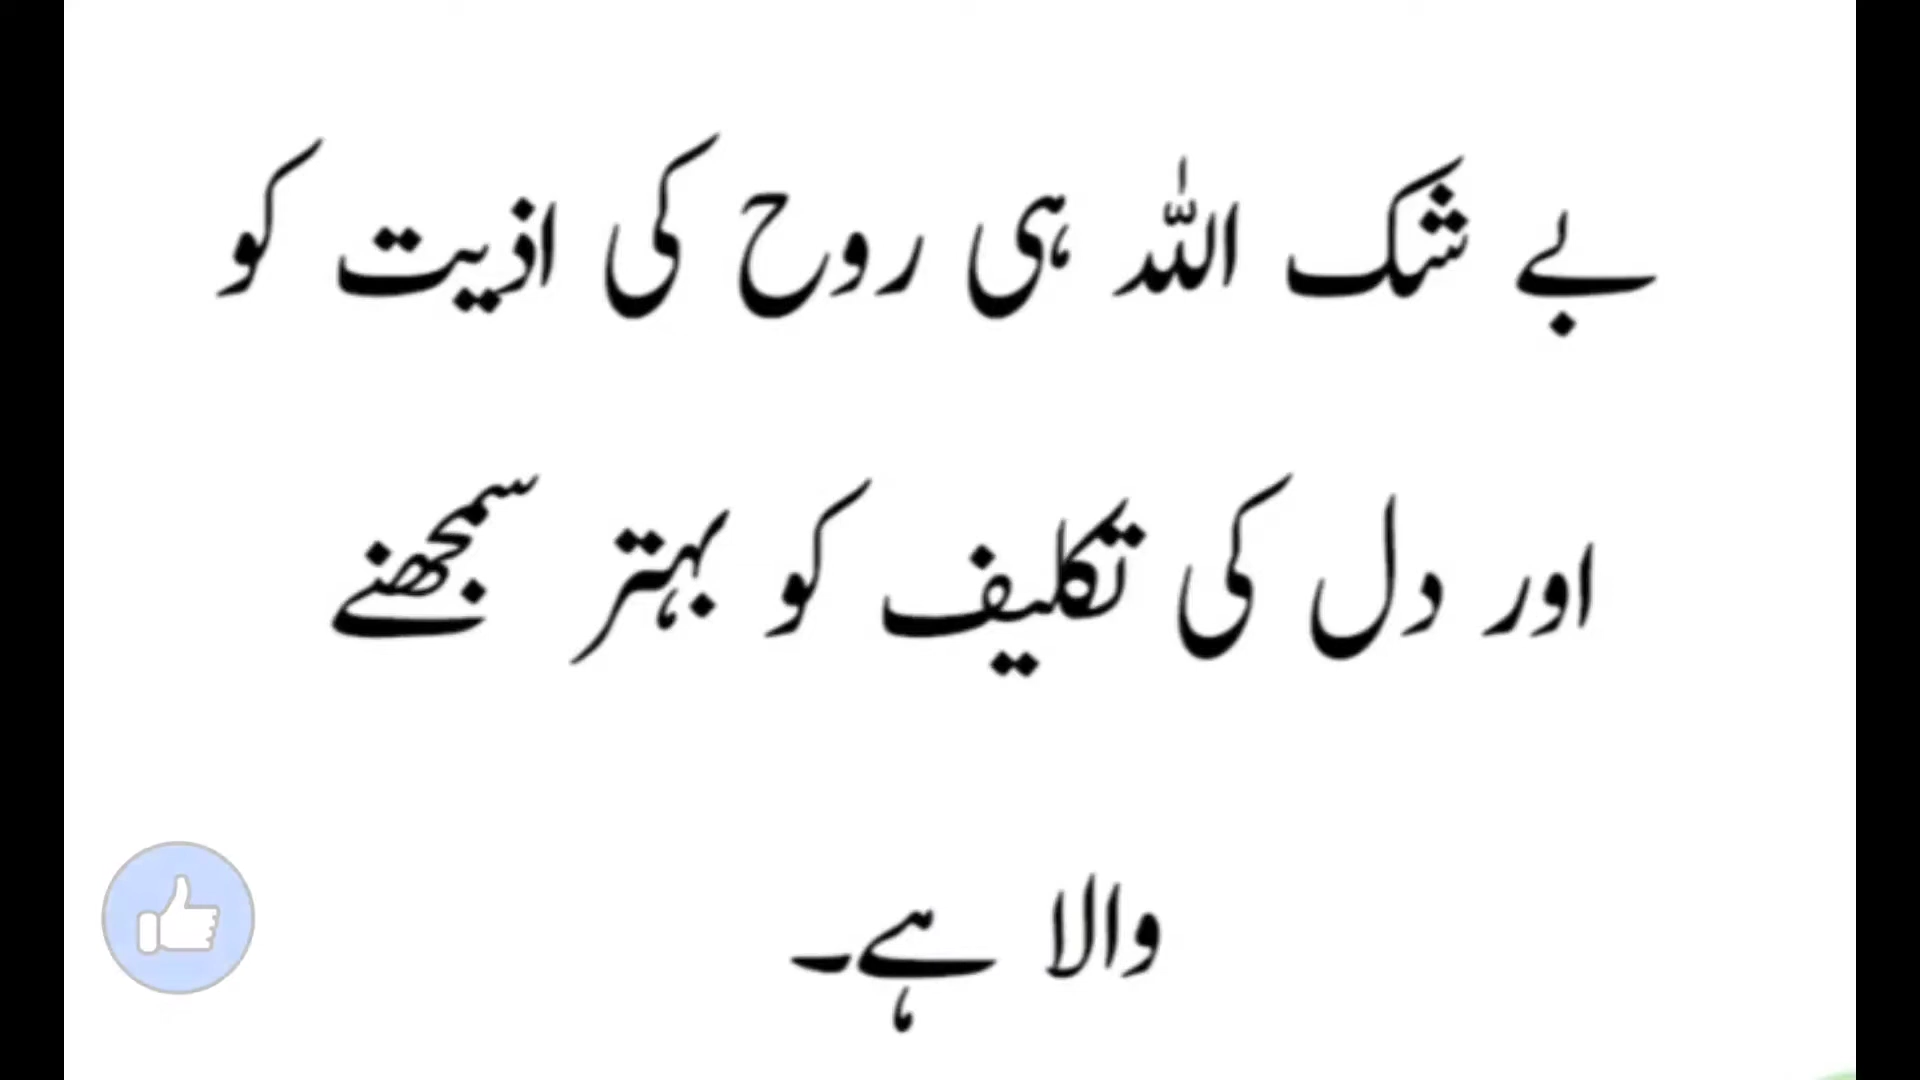 بے شک اللہ ہی روح کی اذیت کو
اور دل کی تکلیف کو بہتر سمجھنے
والا ہے۔